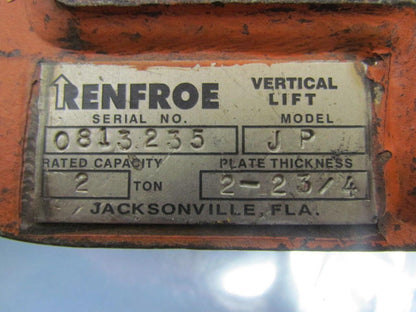 RENFROE VERTICAL LIFT
SERIAL NO. MODEL
0813235 JP
RATED CAPACITY PLATE THICKNESS
2 TON 2-23/4
JACKSONVILLE, FLA.